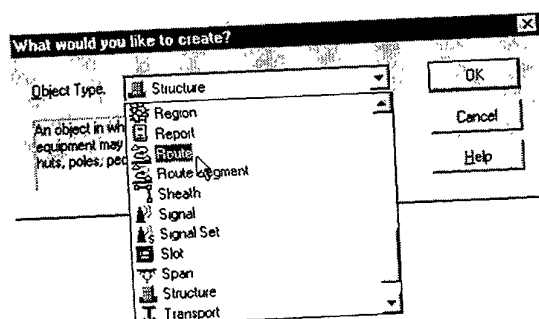 What would you like to create?
Object Type.
Structure
OK
Cancel
Help
An object in wh
equipment may
huts, poles, pec
Region
Report
Route
Route Segment
Sheath
Signal
Signal Set
Slot
Span
Structure
Transport